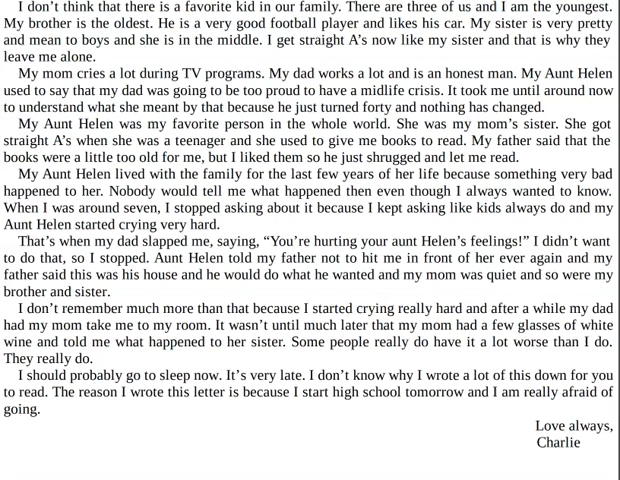 I don't think that there is a favorite kid in our family. There are three of us and I am the youngest.
My brother is the oldest. He is a very good football player and likes his car. My sister is very pretty
and mean to boys and she is in the middle. I get straight A's now like my sister and that is why they
leave me alone.
My mom cries a lot during TV programs. My dad works a lot and is an honest man. My Aunt Helen
used to say that my dad was going to be too proud to have a midlife crisis. It took me until around now
to understand what she meant by that because he just turned forty and nothing has changed.
My Aunt Helen was my favorite person in the whole world. She was my mom's sister. She got
straight A's when she was a teenager and she used to give me books to read. My father said that the
books were a little too old for me, but I liked them so he just shrugged and let me read.
My Aunt Helen lived with the family for the last few years of her life because something very bad
happened to her. Nobody would tell me what happened then even though I always wanted to know.
When I was around seven, I stopped asking about it because I kept asking like kids always do and my
Aunt Helen started crying very hard.
That's when my dad slapped me, saying, “You're hurting your aunt Helen's feelings!” I didn't want
to do that, so I stopped. Aunt Helen told my father not to hit me in front of her ever again and my
father said this was his house and he would do what he wanted and my mom was quiet and so were my
brother and sister.
I don't remember much more than that because I started crying really hard and after a while my dad
had my mom take me to my room. It wasn't until much later that my mom had a few glasses of white
wine and told me what happened to her sister. Some people really do have it a lot worse than I do.
They really do.
I should probably go to sleep now. It's very late. I don't know why I wrote a lot of this down for you
to read. The reason I wrote this letter is because I start high school tomorrow and I am really afraid of
going.
Love always,
Charlie